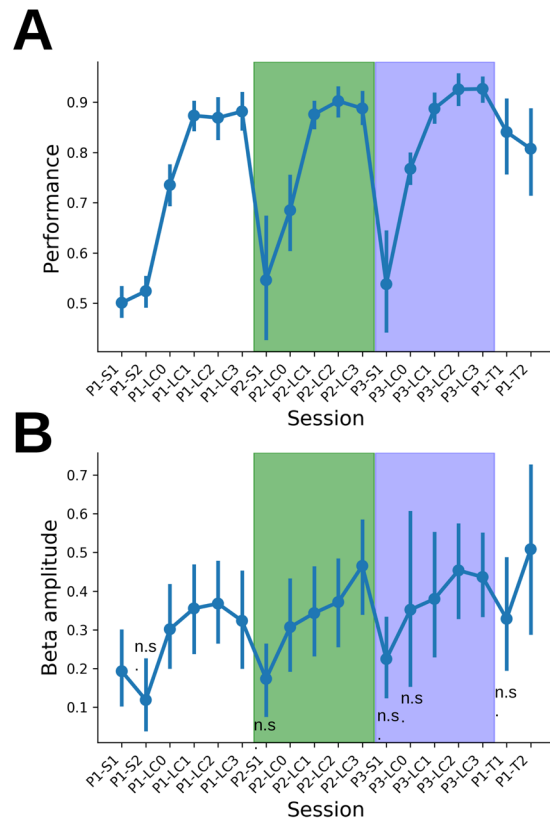 A
Performance
0.9
0.8
0.7
0.6
0.5
P1-S1
P1-S2
P1-LC0
P1-LC1
P1-LC2
P1-LC3
P2-S1
P2-LC0
P2-LC1
P2-LC2
P2-LC3
P3-S1
P3-LC0
P3-LC1
P3-LC2
P3-LC3
P1-T1
P1-T2
Session
B
Beta amplitude
0.7
0.6
0.5
0.4
0.3
0.2
0.1
n.s
n.s
n.s
n.s
n.s
P1-S1
P1-S2
P1-LC0
P1-LC1
P1-LC2
P1-LC3
P2-S1
P2-LC0
P2-LC1
P2-LC2
P2-LC3
P3-S1
P3-LC0
P3-LC1
P3-LC2
P3-LC3
P1-T1
P1-T2
Session